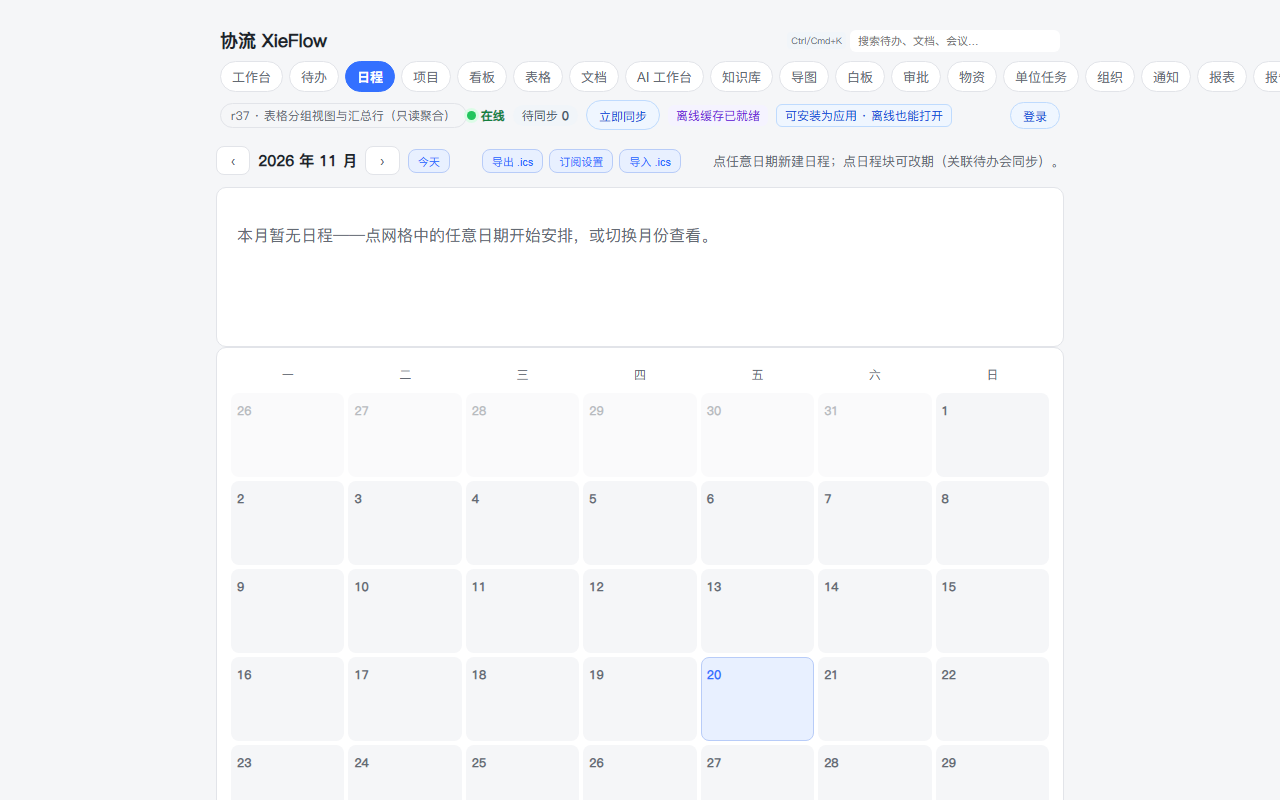 协流 XieFlow
Ctrl/Cmd+K 搜索待办、文档、会议…
工作台 待办 日程 项目 看板 表格 文档 AI 工作台 知识库 导图 白板 审批 物资 单位任务 组织 通知 报表
r37 · 表格分组视图与汇总行（只读聚合） 在线 待同步 0 立即同步 离线缓存已就绪 可安装为应用 · 离线也能打开 登录
‹ 2026 年 11 月 › 今天 导出 .ics 订阅设置 导入 .ics 点任意日期新建日程；点日程块可改期（关联待办会同步）。
本月暂无日程——点网格中的任意日期开始安排，或切换月份查看。
一 二 三 四 五 六 日
26 27 28 29 30 31 1
2 3 4 5 6 7 8
9 10 11 12 13 14 15
16 17 18 19 20 21 22
23 24 25 26 27 28 29